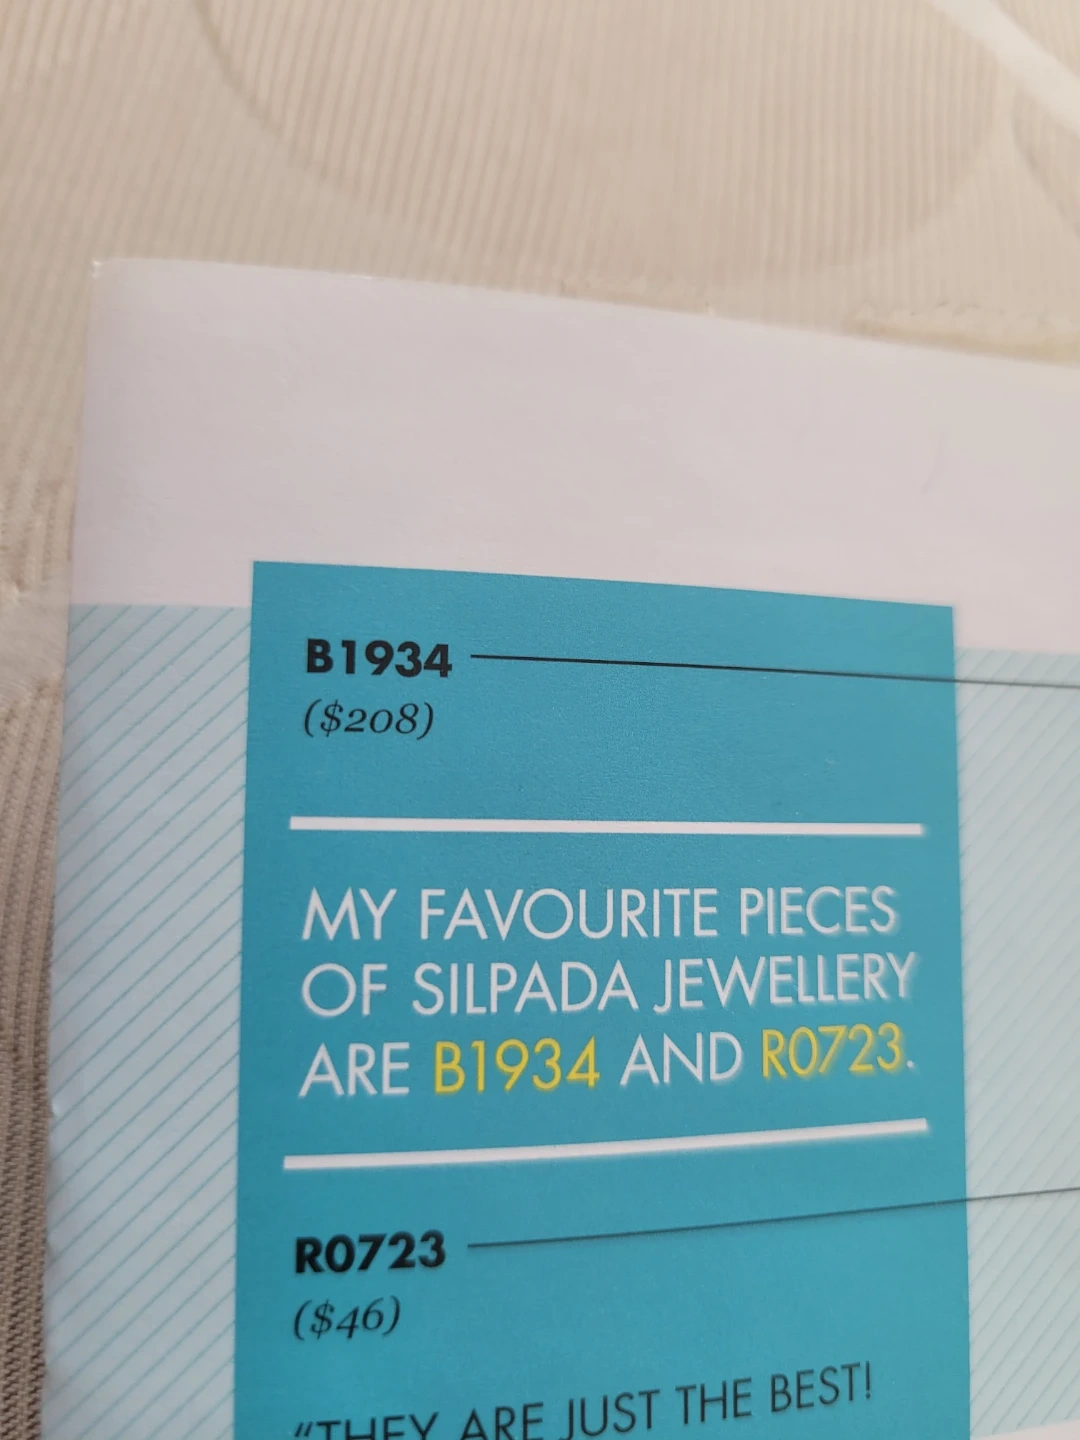 B1934
($208)
MY FAVOURITE PIECES
OF SILPADA JEWELLERY
ARE B1934 AND R0723.
R0723
($46)
“THEY ARE JUST THE BEST!